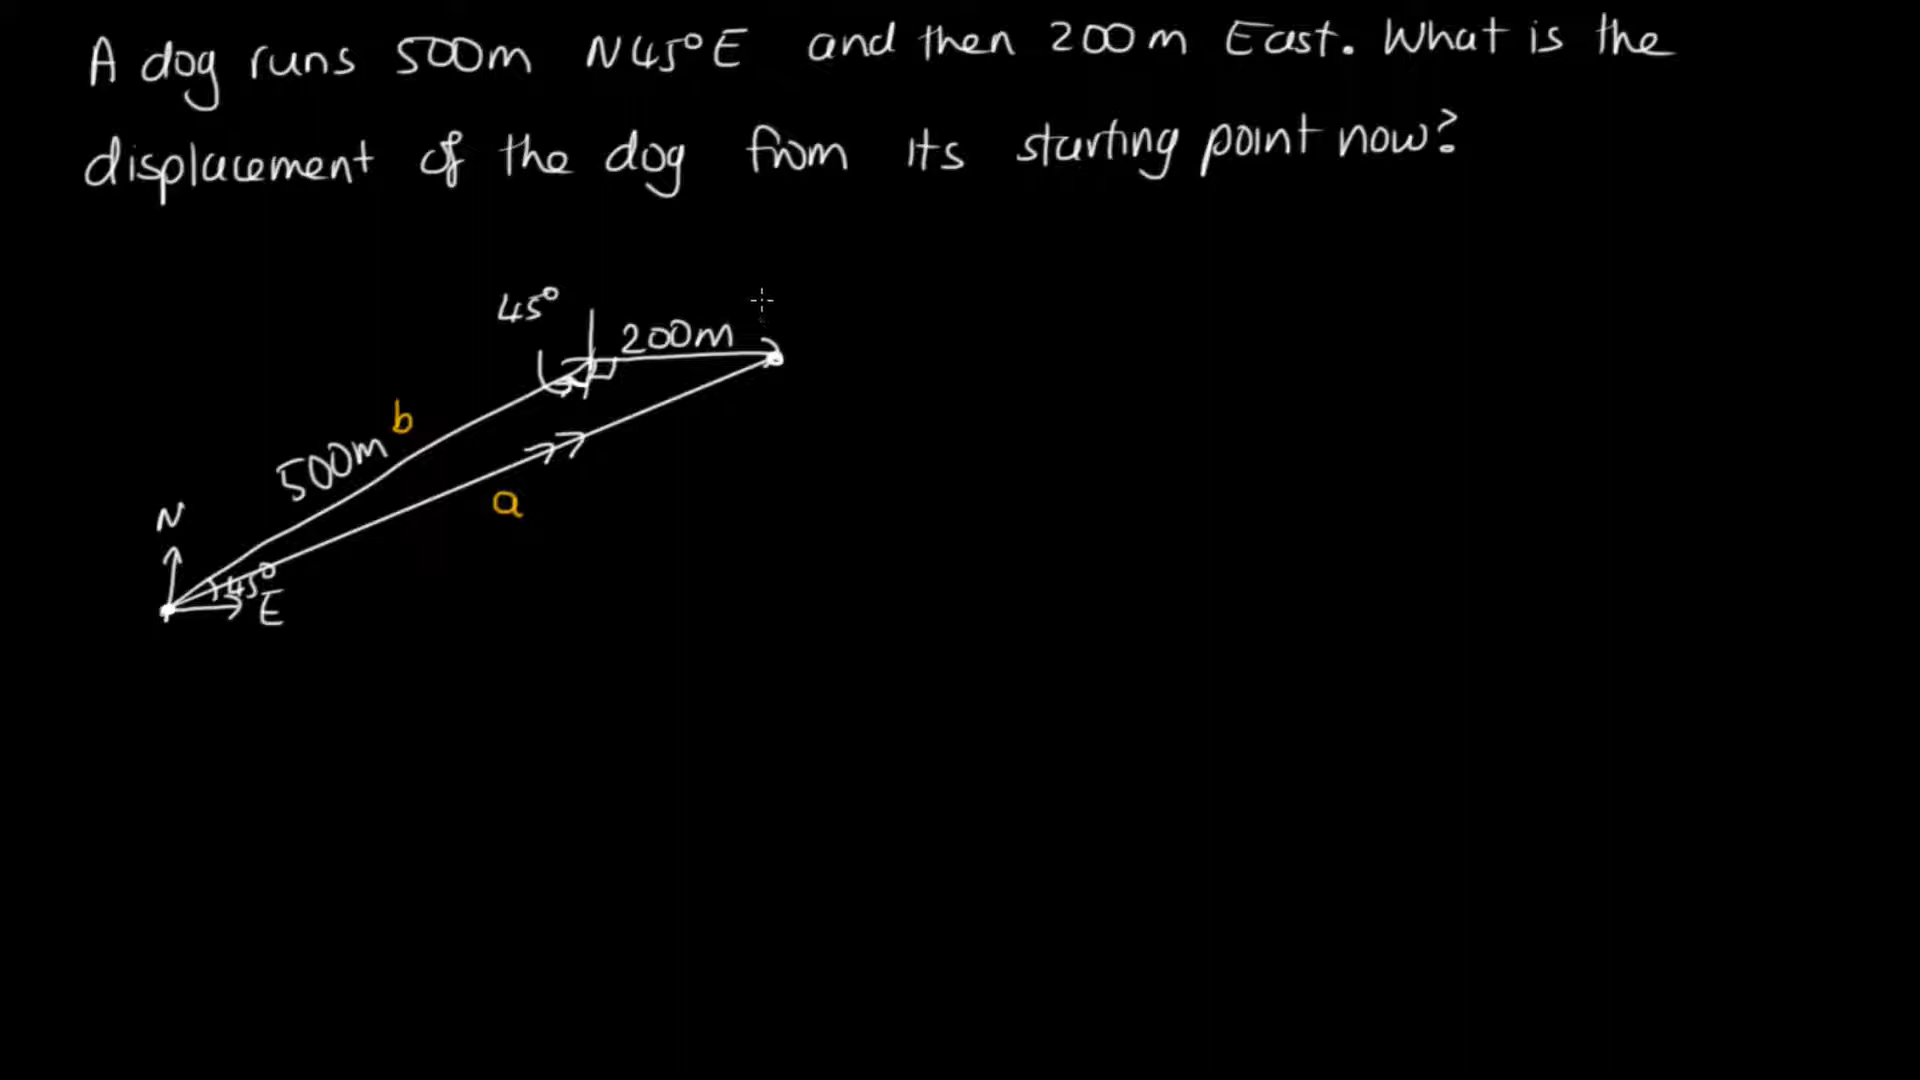 A dog runs 500m N45°E and then 200m East. What is the
displacement of the dog from its starting point now?
45°
200m
b
500m
a
N
45°
E